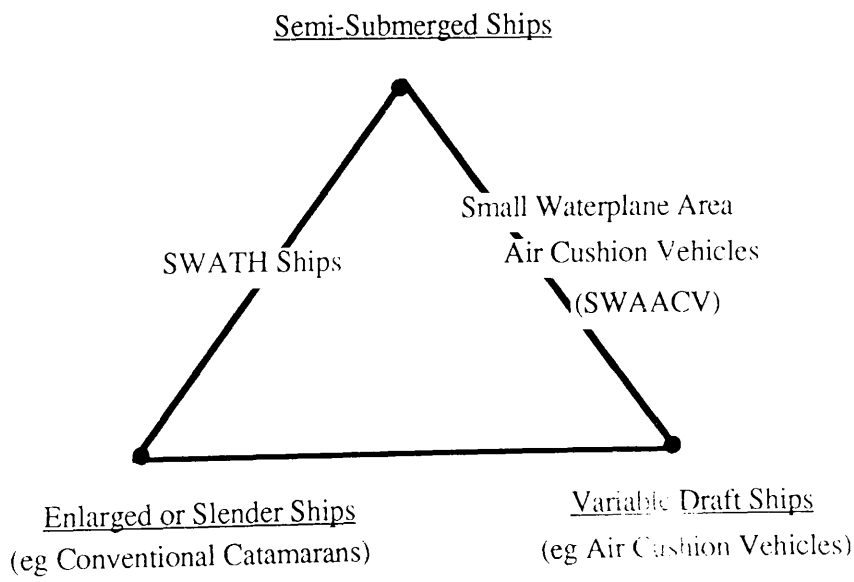 Semi-Submerged Ships
Small Waterplane Area
Air Cushion Vehicles
(SWAACV)
SWATH Ships
Enlarged or Slender Ships
(eg Conventional Catamarans)
Variable Draft Ships
(eg Air Cushion Vehicles)